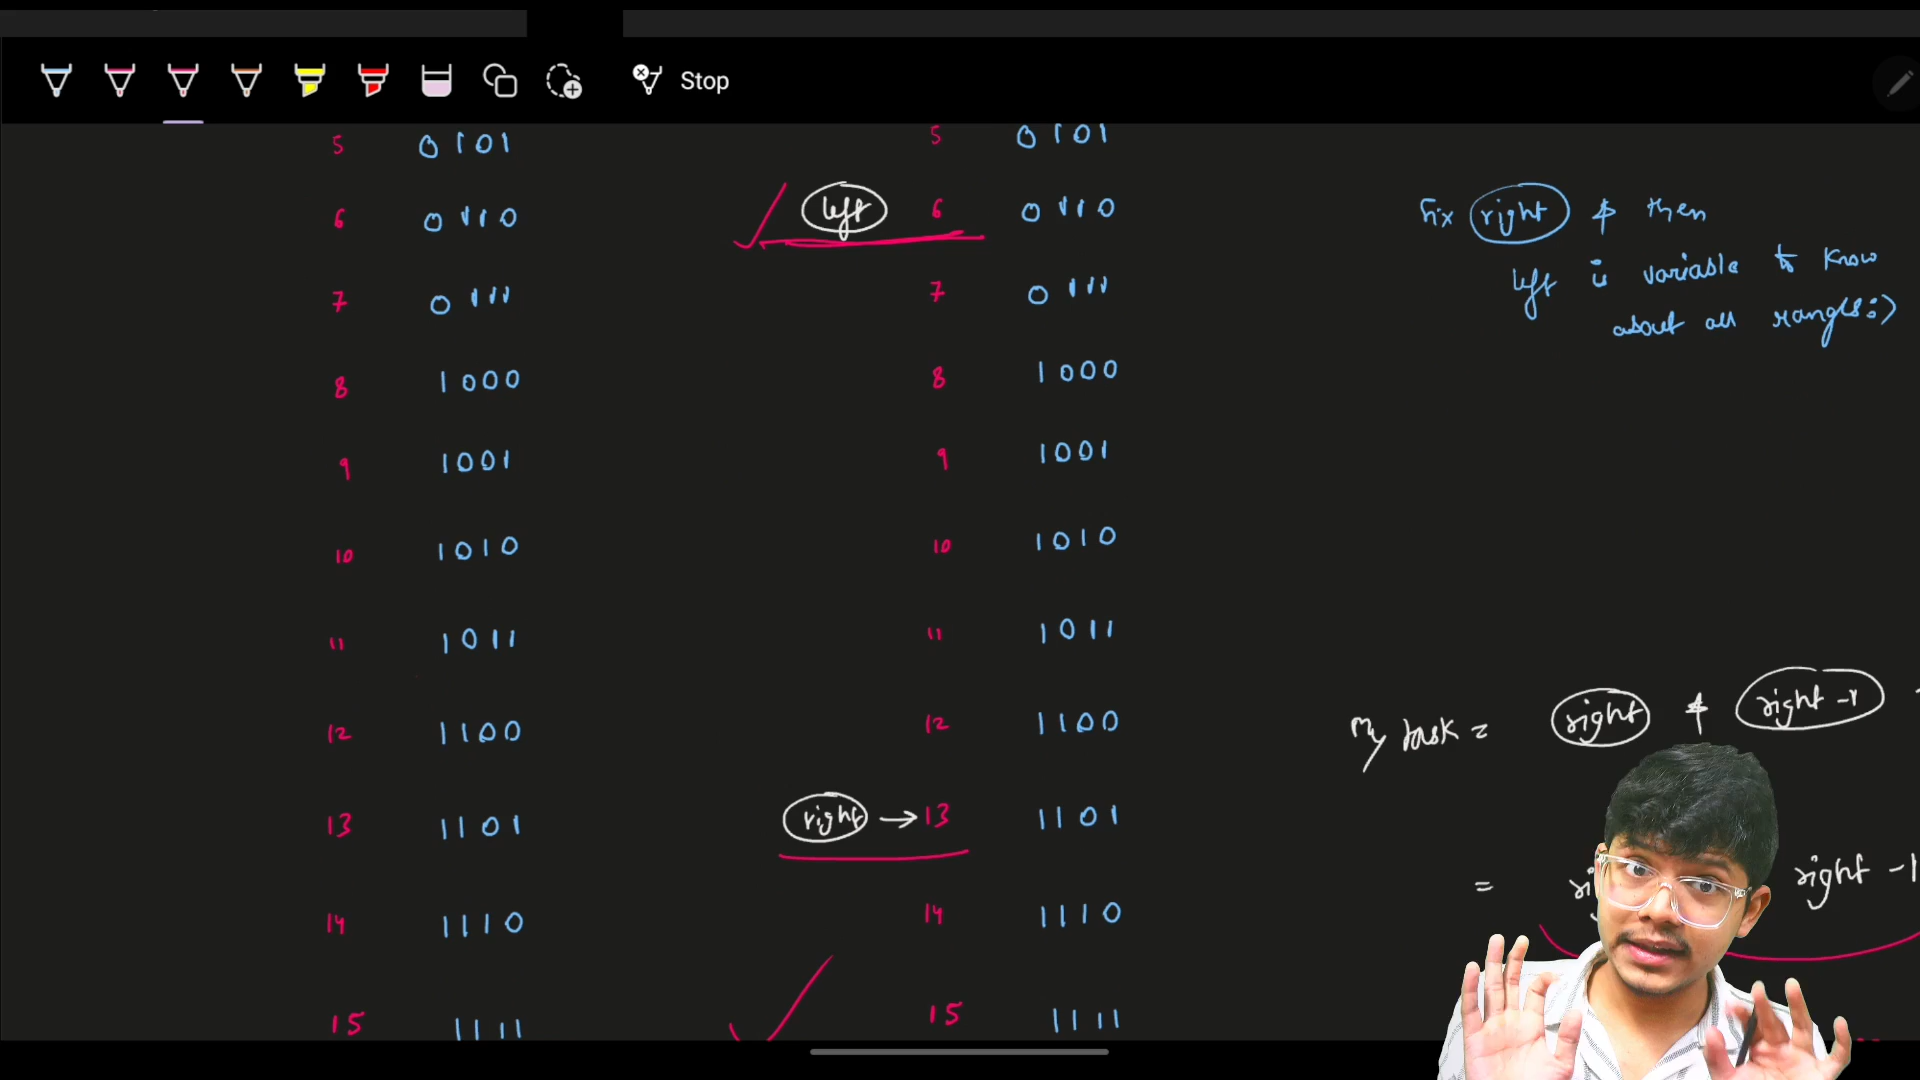 Stop
5 0101
6 0110
7 0111
8 1000
9 1001
10 1010
11 1011
12 1100
13 1101
14 1110
15 1111
5 0101
left 6 0110
7 0111
8 1000
9 1001
10 1010
11 1011
12 1100
right → 13 1101
14 1110
15 1111
fix right & then
left is variable to know
about all ranges:)
My task = right & right -1
= right -1